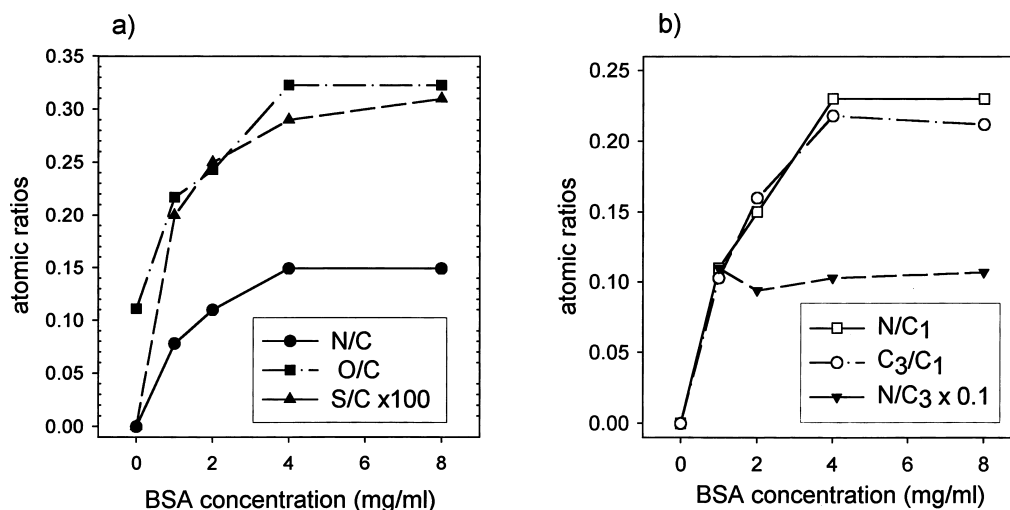 a)
0.35
0.30
0.25
0.20
0.15
0.10
0.05
0.00
atomic ratios
N/C
O/C
S/C x100
0 2 4 6 8
BSA concentration (mg/ml)
b)
0.25
0.20
0.15
0.10
0.05
0.00
atomic ratios
N/C1
C3/C1
N/C3 x 0.1
0 2 4 6 8
BSA concentration (mg/ml)